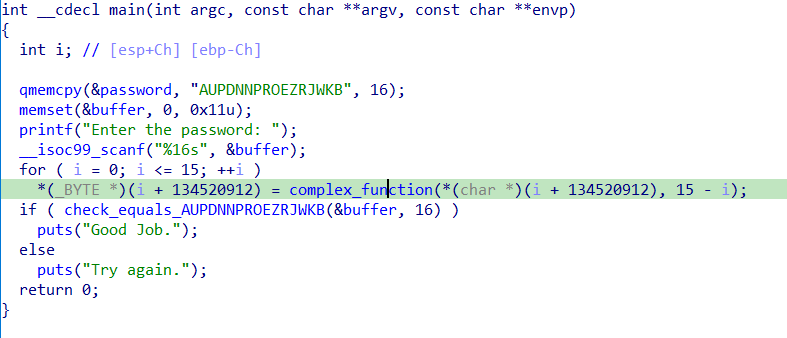 int __cdecl main(int argc, const char **argv, const char **envp)
{
  int i; // [esp+Ch] [ebp-Ch]

  qmemcpy(&password, "AUPDNNPROEZRJWKB", 16);
  memset(&buffer, 0, 0x11u);
  printf("Enter the password: ");
  __isoc99_scanf("%16s", &buffer);
  for ( i = 0; i <= 15; ++i )
    *(_BYTE *)(i + 134520912) = complex_function(*(char *)(i + 134520912), 15 - i);
  if ( check_equals_AUPDNNPROEZRJWKB(&buffer, 16) )
    puts("Good Job.");
  else
    puts("Try again.");
  return 0;
}